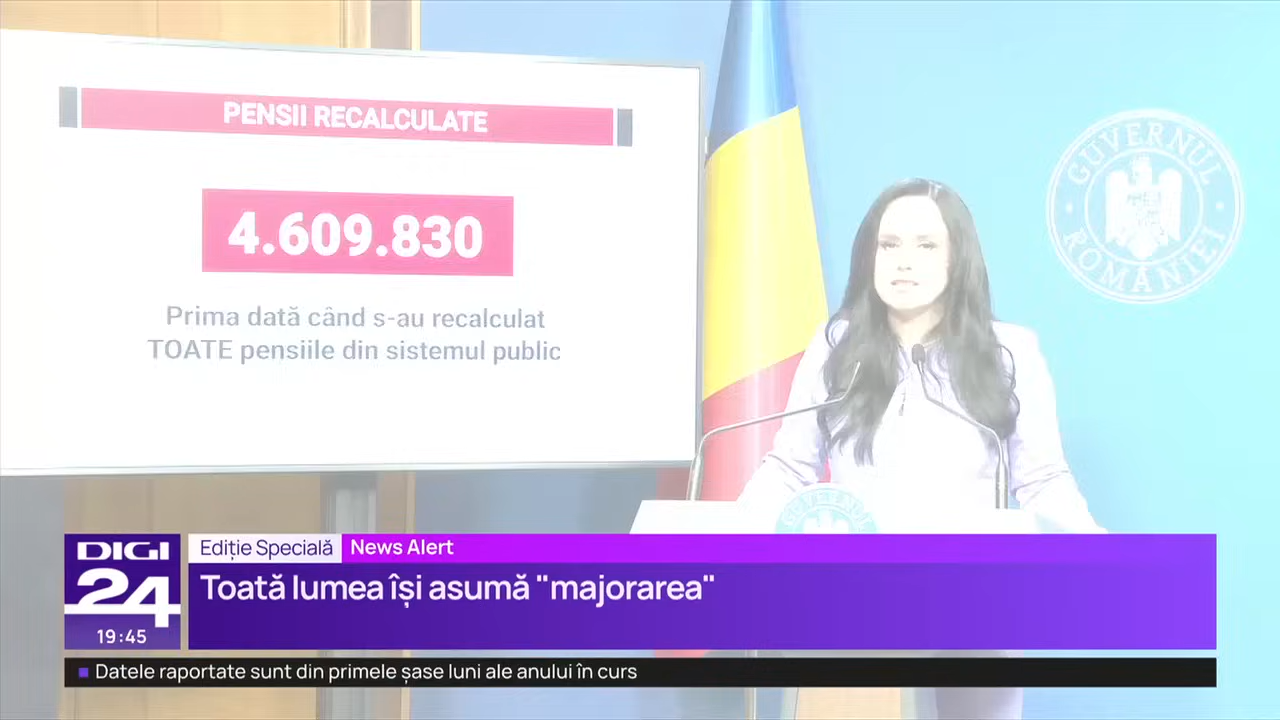 PENSII RECALCULATE
4.609.830
Prima dată când s-au recalculat
TOATE pensiile din sistemul public
GUVERNUL
ROMÂNIEI
DIGI
24
19:45
Ediție Specială
News Alert
Toată lumea își asumă "majorarea"
Datele raportate sunt din primele șase luni ale anului în curs